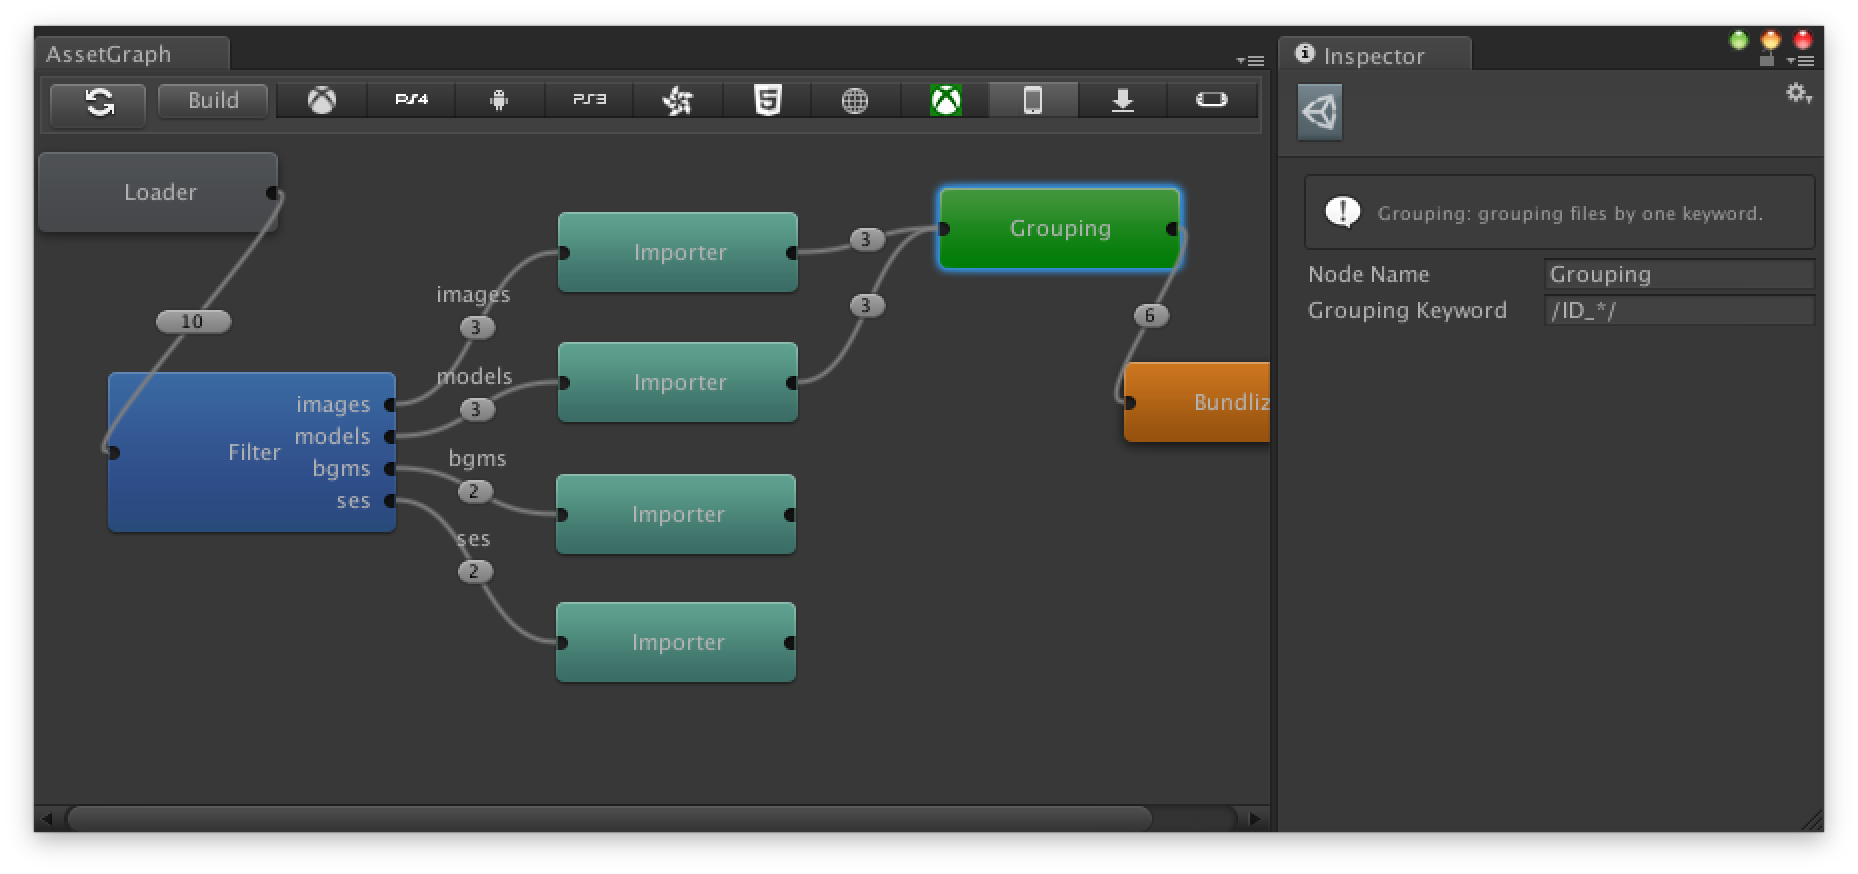 AssetGraph
Inspector
Build
PS4
PS3
5
Loader
Grouping: grouping files by one keyword.
Grouping
3
Importer
Node Name
Grouping
images
3
Grouping Keyword
/ID_*/
10
3
6
models
3
Importer
images
models
bgms
ses
Filter
Bundliz
bgms
2
Importer
ses
2
Importer